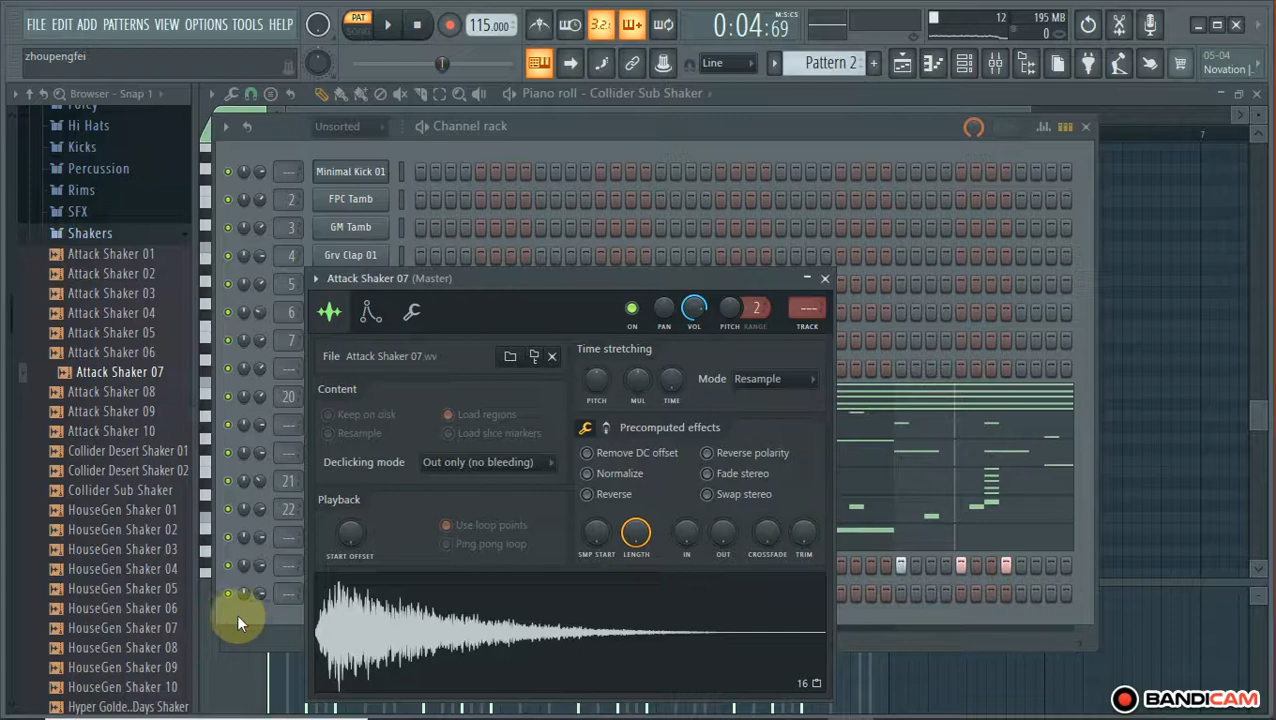 FILE EDIT ADD PATTERNS VIEW OPTIONS TOOLS HELP
PAT
SONG
115.000
3.2.
0:04:69
M:S:CS
12
195 MB
0
zhoupengfei
Line
Pattern 2
05-04
Novation |
Browser - Snap 1
Piano roll - Collider Sub Shaker
7
Hi Hats
Kicks
Percussion
Rims
SFX
Shakers
Attack Shaker 01
Attack Shaker 02
Attack Shaker 03
Attack Shaker 04
Attack Shaker 05
Attack Shaker 06
Attack Shaker 07
Attack Shaker 08
Attack Shaker 09
Attack Shaker 10
Collider Desert Shaker 01
Collider Desert Shaker 02
Collider Sub Shaker
HouseGen Shaker 01
HouseGen Shaker 02
HouseGen Shaker 03
HouseGen Shaker 04
HouseGen Shaker 05
HouseGen Shaker 06
HouseGen Shaker 07
HouseGen Shaker 08
HouseGen Shaker 09
HouseGen Shaker 10
Hyper Golde..Days Shaker
Unsorted
Channel rack
--- Minimal Kick 01
2 FPC Tamb
3 GM Tamb
4 Grv Clap 01
5
6
7
---
20
---
---
21
22
---
---
---
Attack Shaker 07 (Master)
2
---
ON PAN VOL PITCH RANGE TRACK
File Attack Shaker 07.wv
Content
Keep on disk
Load regions
Resample
Load slice markers
Declicking mode Out only (no bleeding)
Playback
START OFFSET
Use loop points
Ping pong loop
Time stretching
PITCH MUL TIME
Mode Resample
Precomputed effects
Remove DC offset
Reverse polarity
Normalize
Fade stereo
Reverse
Swap stereo
SMP START LENGTH IN OUT CROSSFADE TRIM
16
BANDICAM